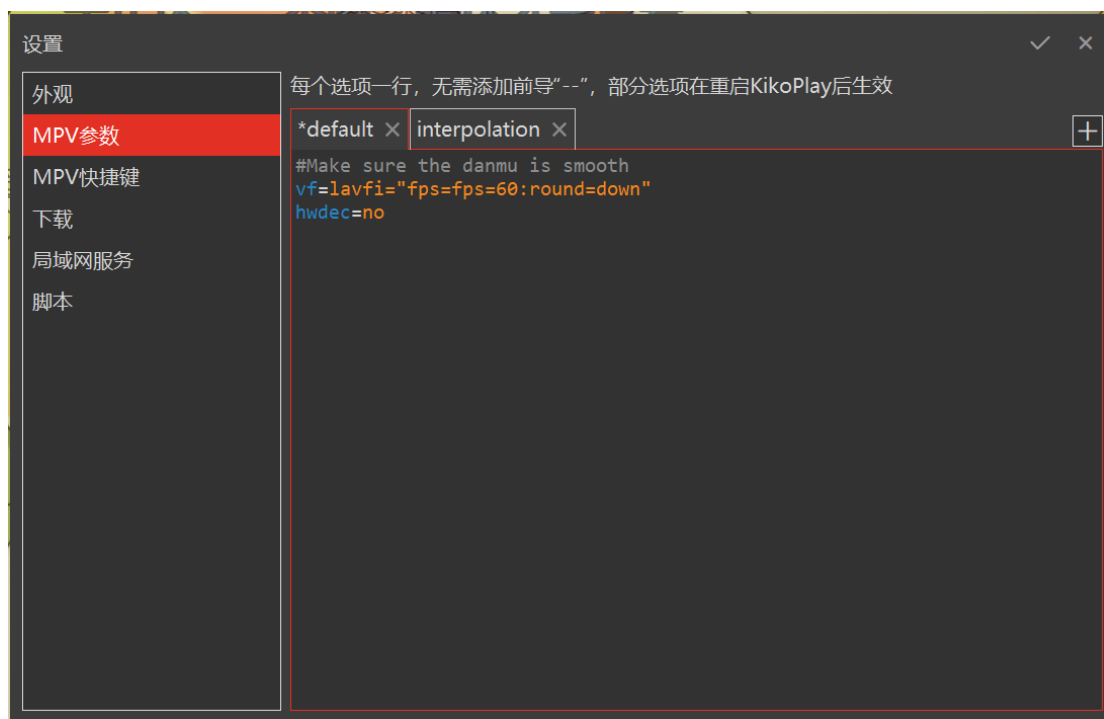 设置
外观
MPV参数
MPV快捷键
下载
局域网服务
脚本
每个选项一行，无需添加前导“--”，部分选项在重启KikoPlay后生效
*default
interpolation
#Make sure the danmu is smooth
vf=lavfi="fps=fps=60:round=down"
hwdec=no